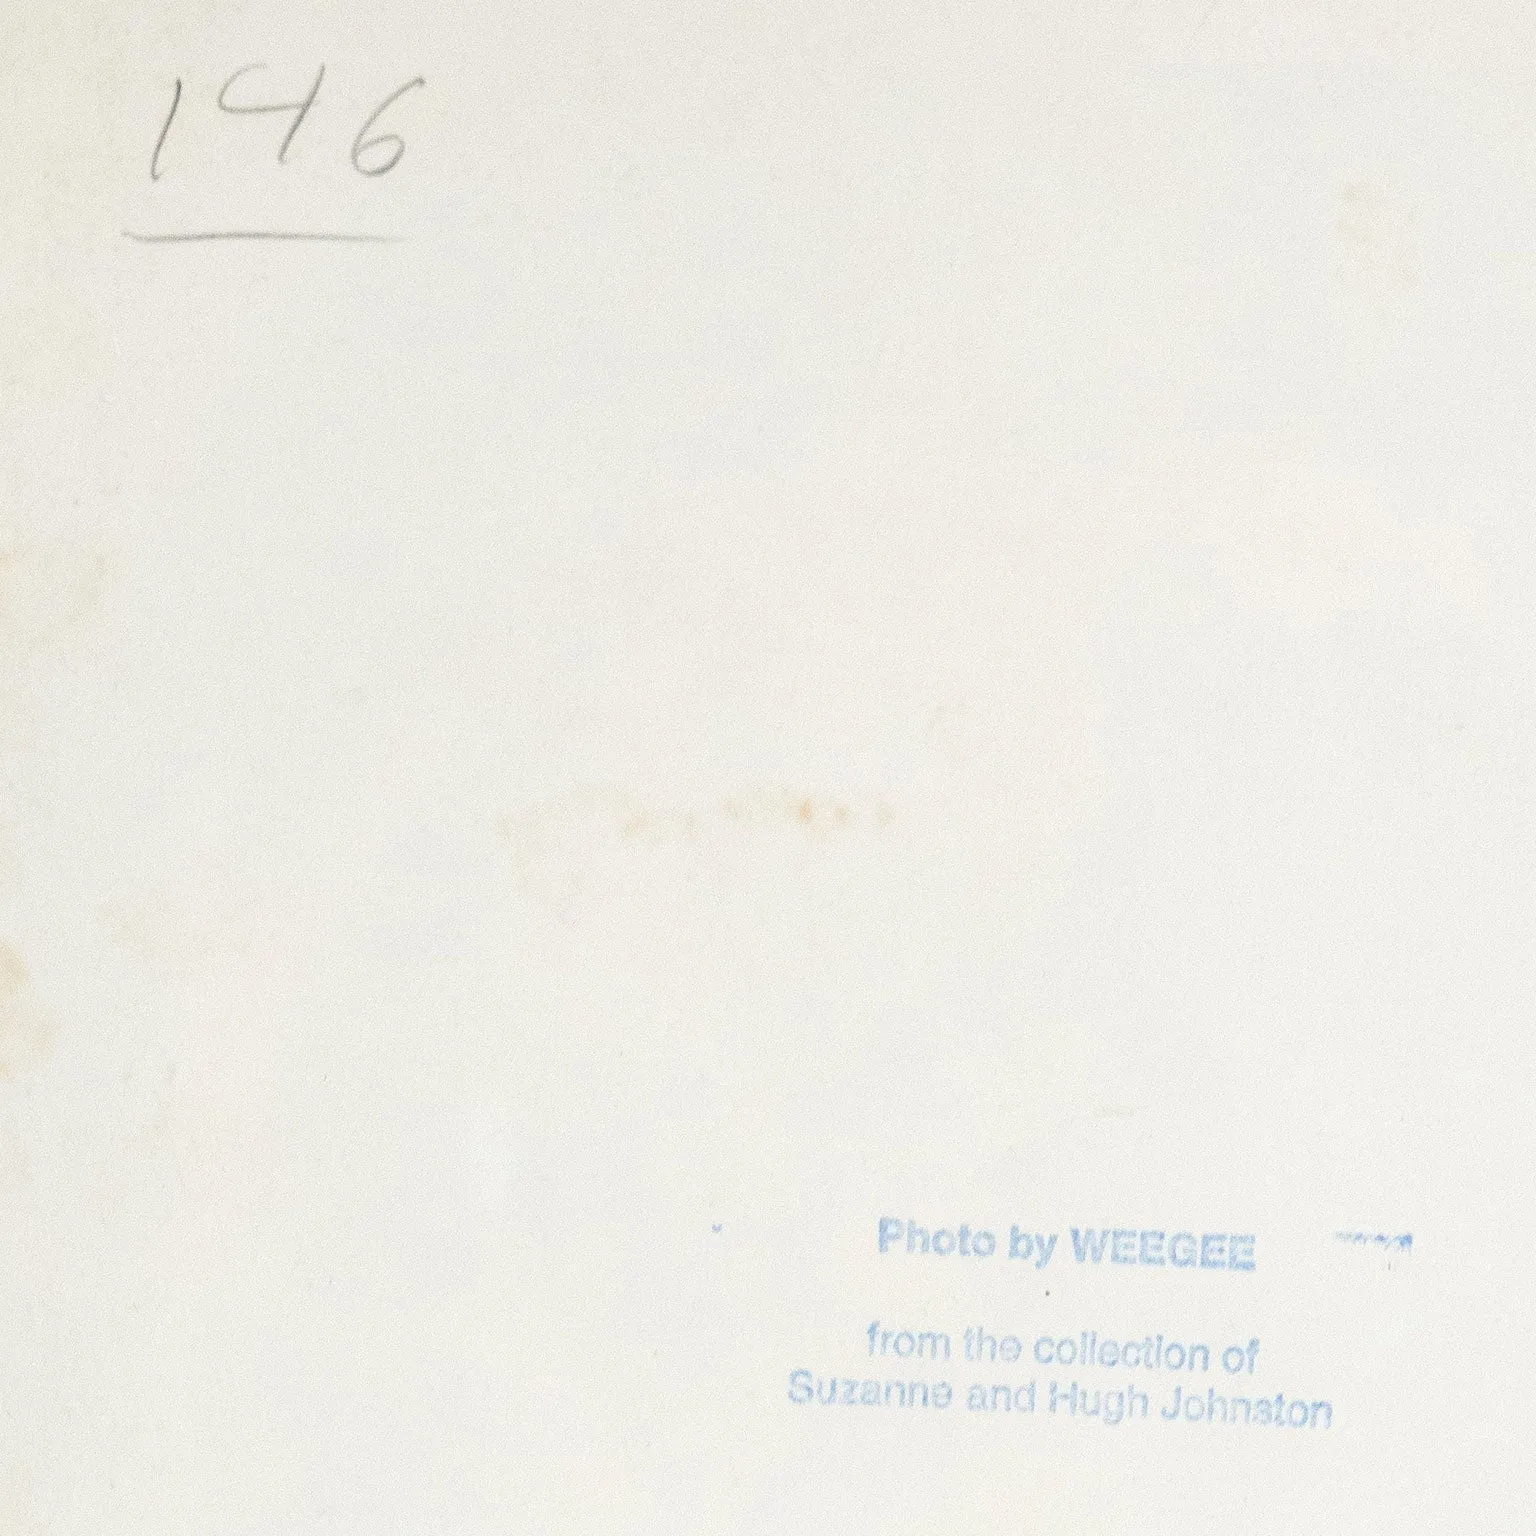 146
Photo by WEEGEE
from the collection of
Suzanne and Hugh Johnston